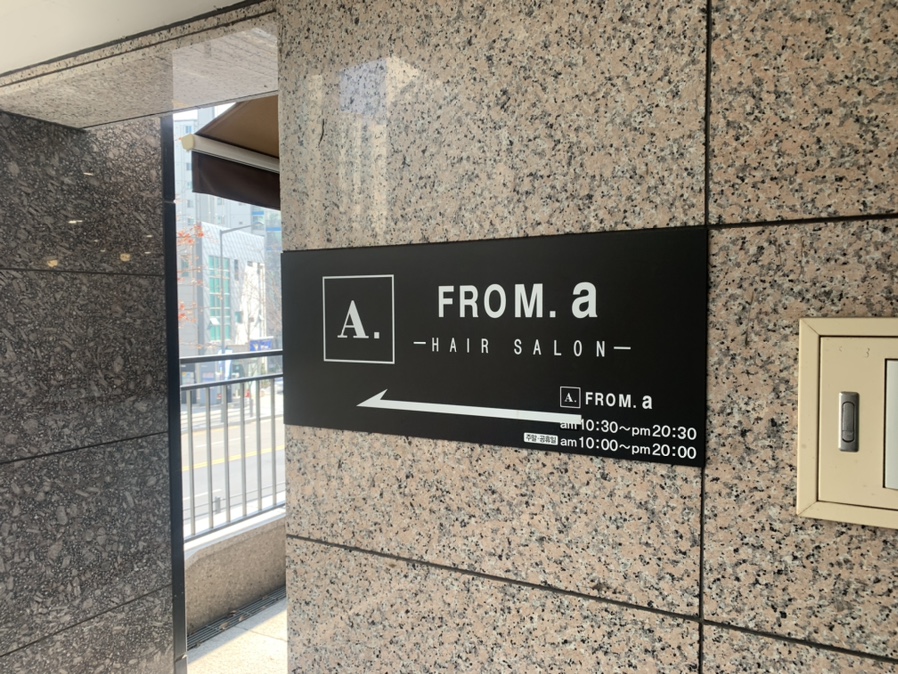 A.
FROM. a
HAIR SALON
A. FROM. a
am10:30~pm20:30
주말·공휴일 am10:00~pm20:00